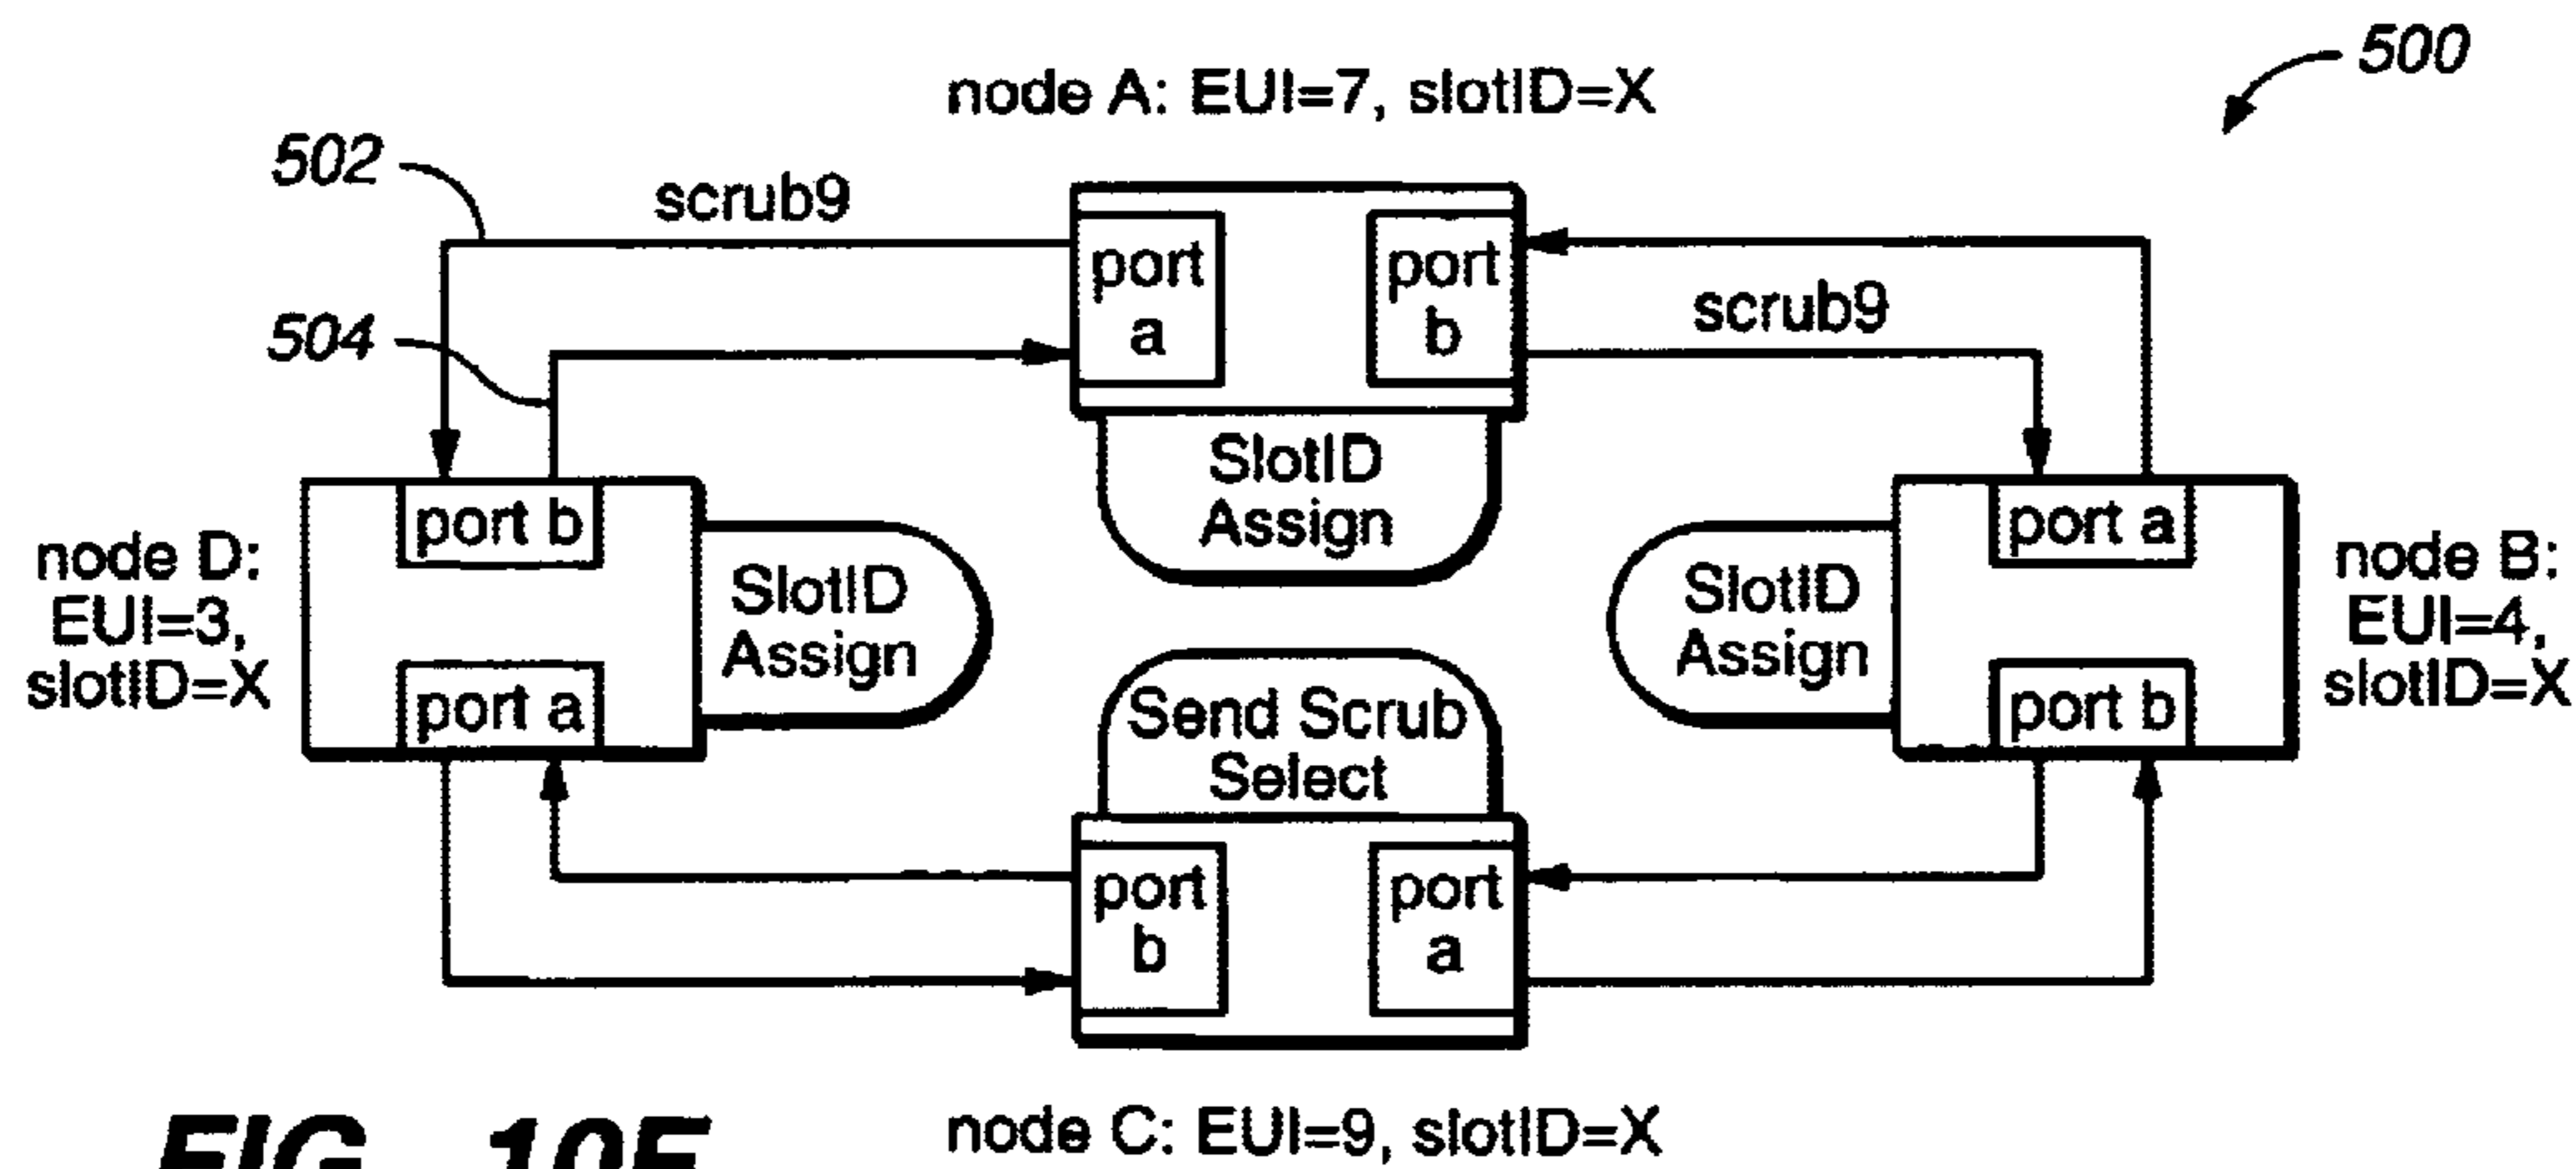 500
node A: EUI=7, slotID=X
502
scrub9
port
a
port
b
scrub9
504
SlotID
Assign
port b
port a
node D:
EUI=3,
slotID=X
SlotID
Assign
SlotID
Assign
node B:
EUI=4,
slotID=X
port a
port b
Send Scrub
Select
port
b
port
a
node C: EUI=9, slotID=X